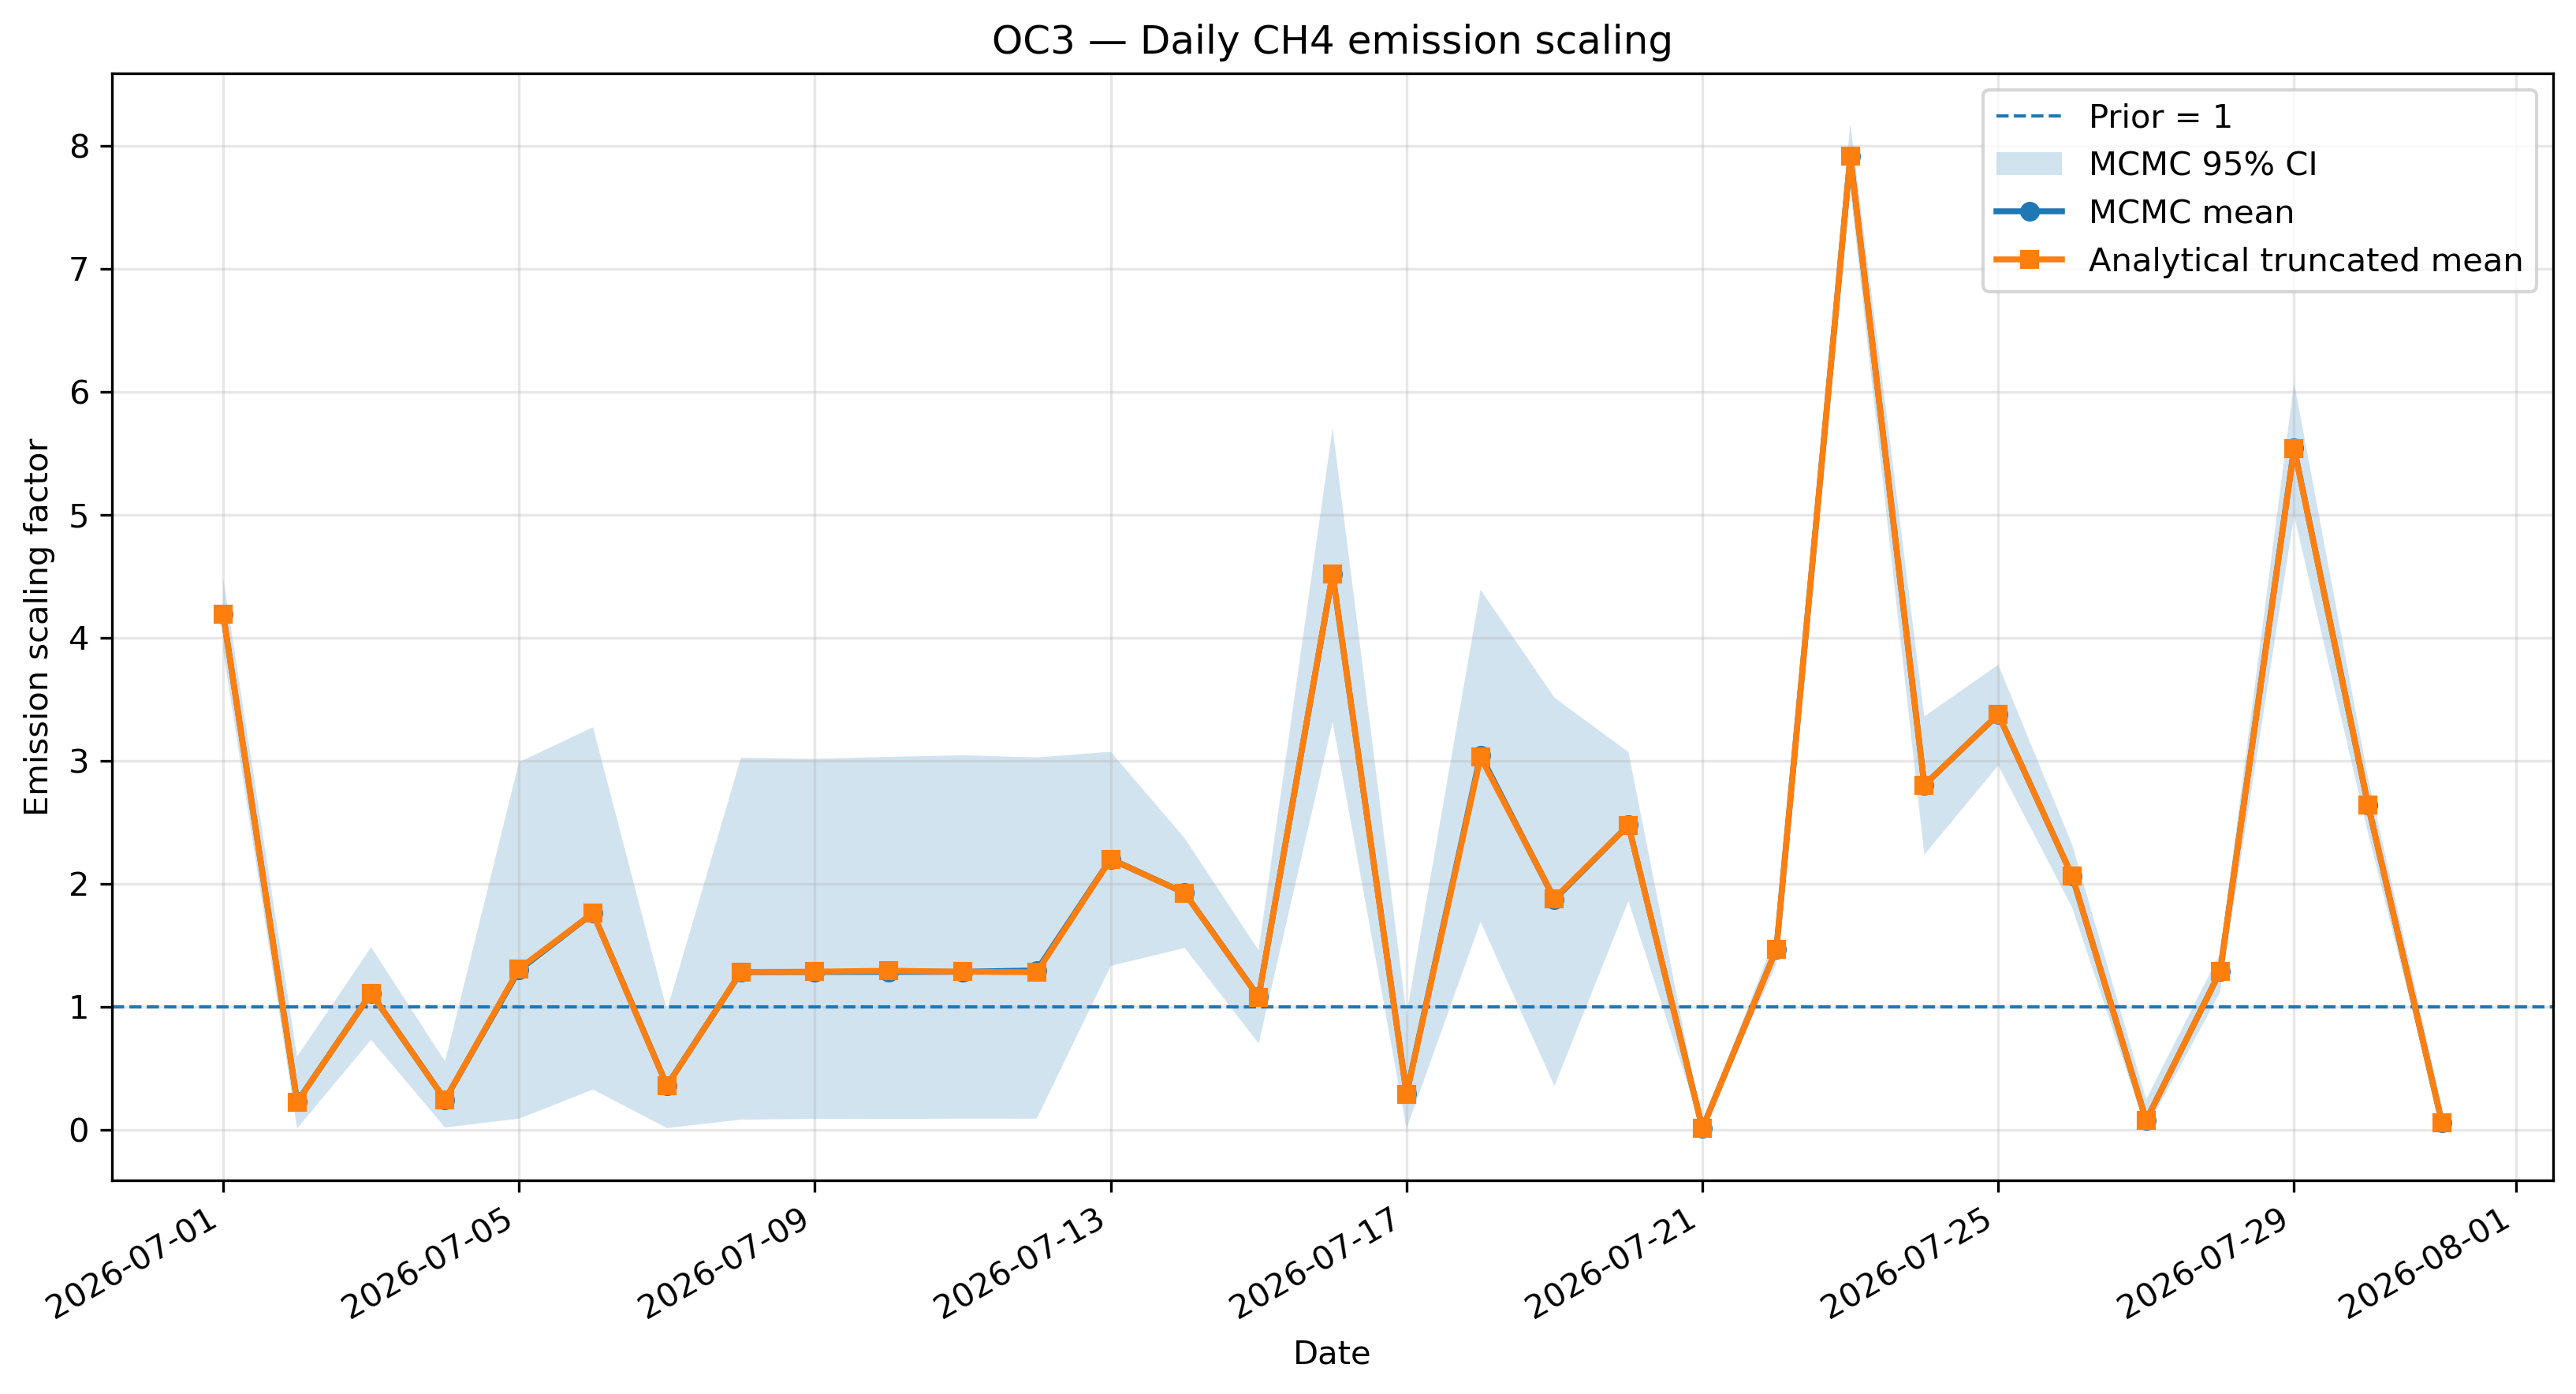 OC3 — Daily CH4 emission scaling
Prior = 1
MCMC 95% CI
MCMC mean
Analytical truncated mean
Emission scaling factor
8
7
6
5
4
3
2
1
0
2026-07-01
2026-07-05
2026-07-09
2026-07-13
2026-07-17
2026-07-21
2026-07-25
2026-07-29
2026-08-01
Date